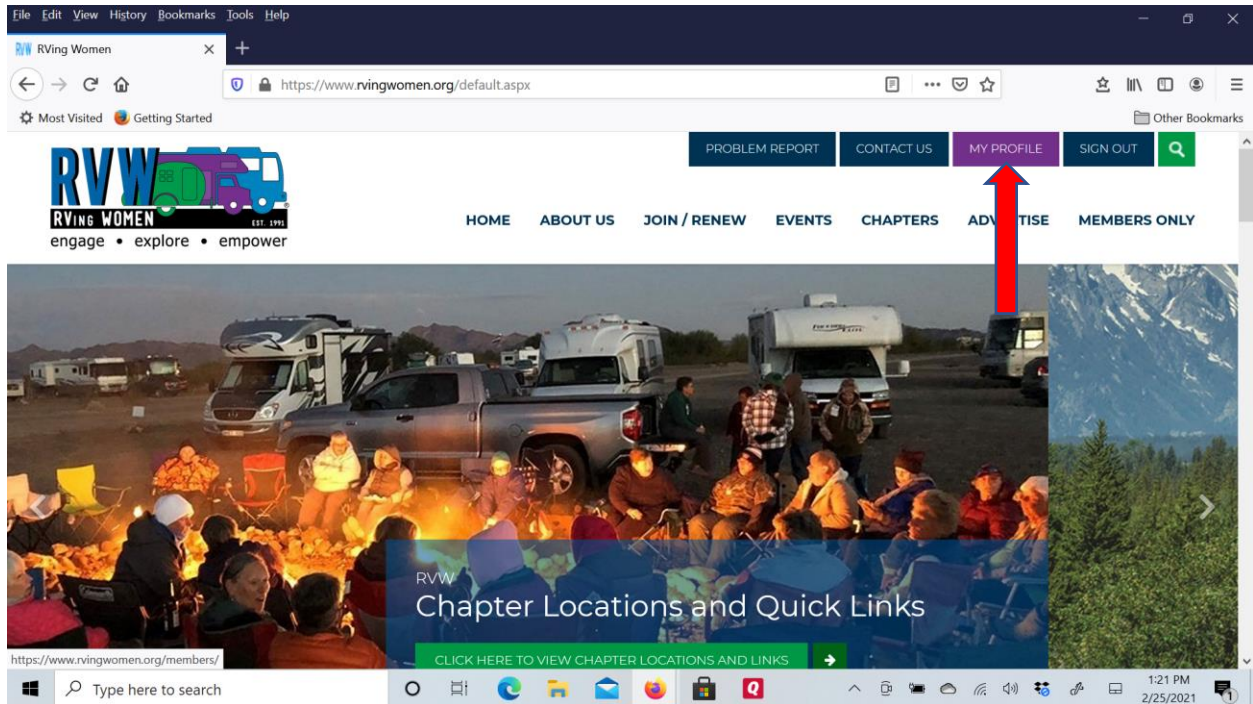 File Edit View History Bookmarks Tools Help
RVing Women
https://www.rvingwomen.org/default.aspx
Most Visited Getting Started Other Bookmarks
PROBLEM REPORT CONTACT US MY PROFILE SIGN OUT
RVW
RVING WOMEN EST. 1991
engage • explore • empower
HOME ABOUT US JOIN / RENEW EVENTS CHAPTERS ADV TISE MEMBERS ONLY
RVW
Chapter Locations and Quick Links
CLICK HERE TO VIEW CHAPTER LOCATIONS AND LINKS
https://www.rvingwomen.org/members/
Type here to search
1:21 PM
2/25/2021
1